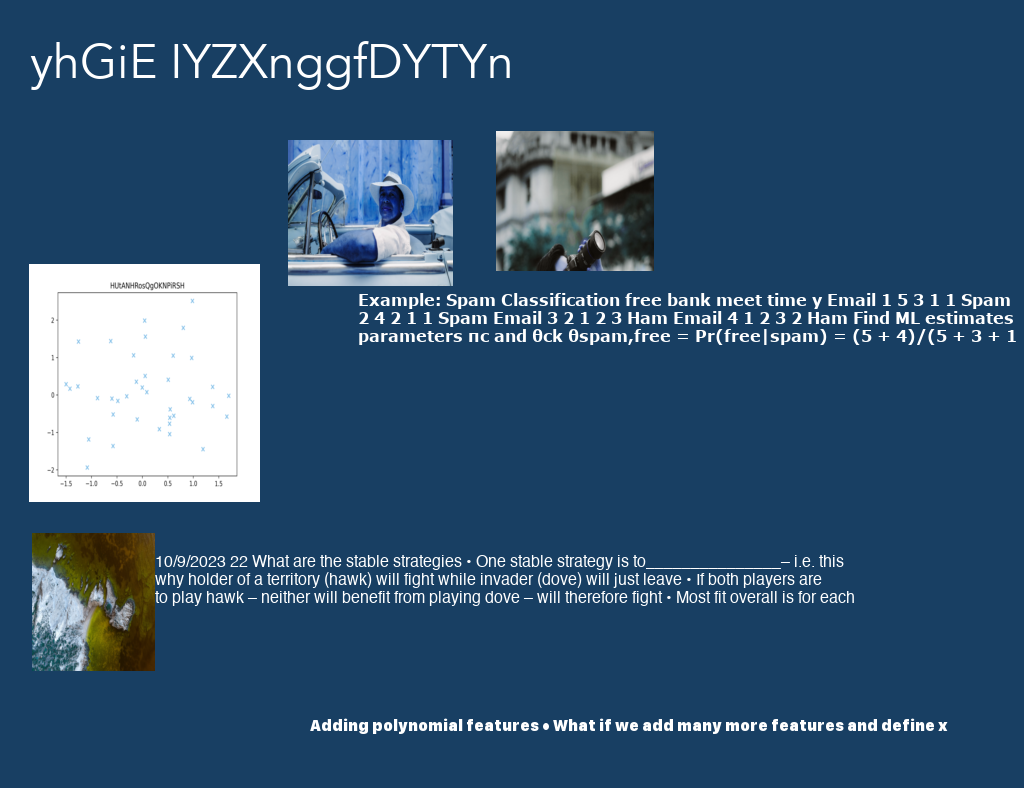 yhGiE IYZXnggfDYTYn
Example: Spam Classification free bank meet time y Email 1 5 3 1 1 Spam
2 4 2 1 1 Spam Email 3 2 1 2 3 Ham Email 4 1 2 3 2 Ham Find ML estimates
parameters πc and θck θspam,free = Pr(free|spam) = (5 + 4)/(5 + 3 + 1
HUtANHRosQgOKNPiRSH
2
1
0
−1
−2
−1.5 −1.0 −0.5 0.0 0.5 1.0 1.5
10/9/2023 22 What are the stable strategies • One stable strategy is to_________________– i.e. this
why holder of a territory (hawk) will fight while invader (dove) will just leave • If both players are
to play hawk – neither will benefit from playing dove – will therefore fight • Most fit overall is for each
Adding polynomial features • What if we add many more features and define x